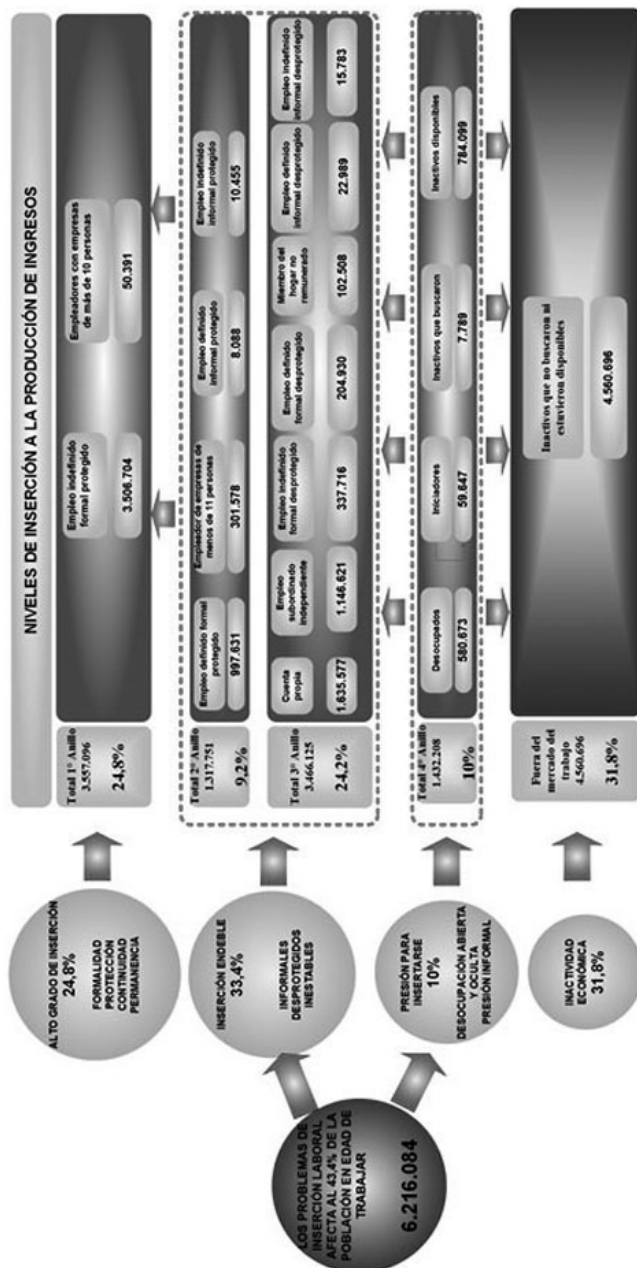 NIVELES DE INSERCIÓN A LA PRODUCCIÓN DE INGRESOS
ALTO GRADO DE INSERCIÓN
24,8%
FORMALIDAD
PROTECCIÓN
CONTINUIDAD
PERMANENCIA
Total 1° Anillo
3.557.096
24,8%
Empleo indefinido
formal protegido
3.506.704
Empleadores con empresas
de más de 10 personas
50.391
LOS PROBLEMAS DE
INSERCIÓN LABORAL
AFECTA AL 43,4% DE LA
POBLACIÓN EN EDAD DE
TRABAJAR
6.216.084
INSERCIÓN ENDEBLE
33,4%
INFORMALES
DESPROTEGIDOS
INESTABLES
Total 2° Anillo
1.317.751
9,2%
Empleo definido formal
protegido
997.631
Empleador de empresas de
menos de 11 personas
301.578
Empleo definido
informal protegido
8.088
Empleo indefinido
informal protegido
10.455
Total 3° Anillo
3.466.125
24,2%
Cuenta
propia
1.635.577
Empleo
subordinado
independiente
1.146.621
Empleo indefinido
formal desprotegido
337.716
Empleo definido
formal desprotegido
204.930
Miembro del
hogar no
remunerado
102.508
Empleo definido
informal desprotegido
22.989
Empleo indefinido
informal desprotegido
15.783
PRESIÓN PARA
INSERTARSE
10%
DESOCUPACIÓN ABIERTA
Y OCULTA
PRESIÓN INFORMAL
Total 4° Anillo
1.432.208
10%
Desocupados
580.673
Iniciadores
59.647
Inactivos que buscaron
7.789
Inactivos disponibles
784.099
INACTIVIDAD
ECONÓMICA
31,8%
Fuera del
mercado del
trabajo
4.560.696
31,8%
Inactivos que no buscaron ni
estuvieron disponibles
4.560.696